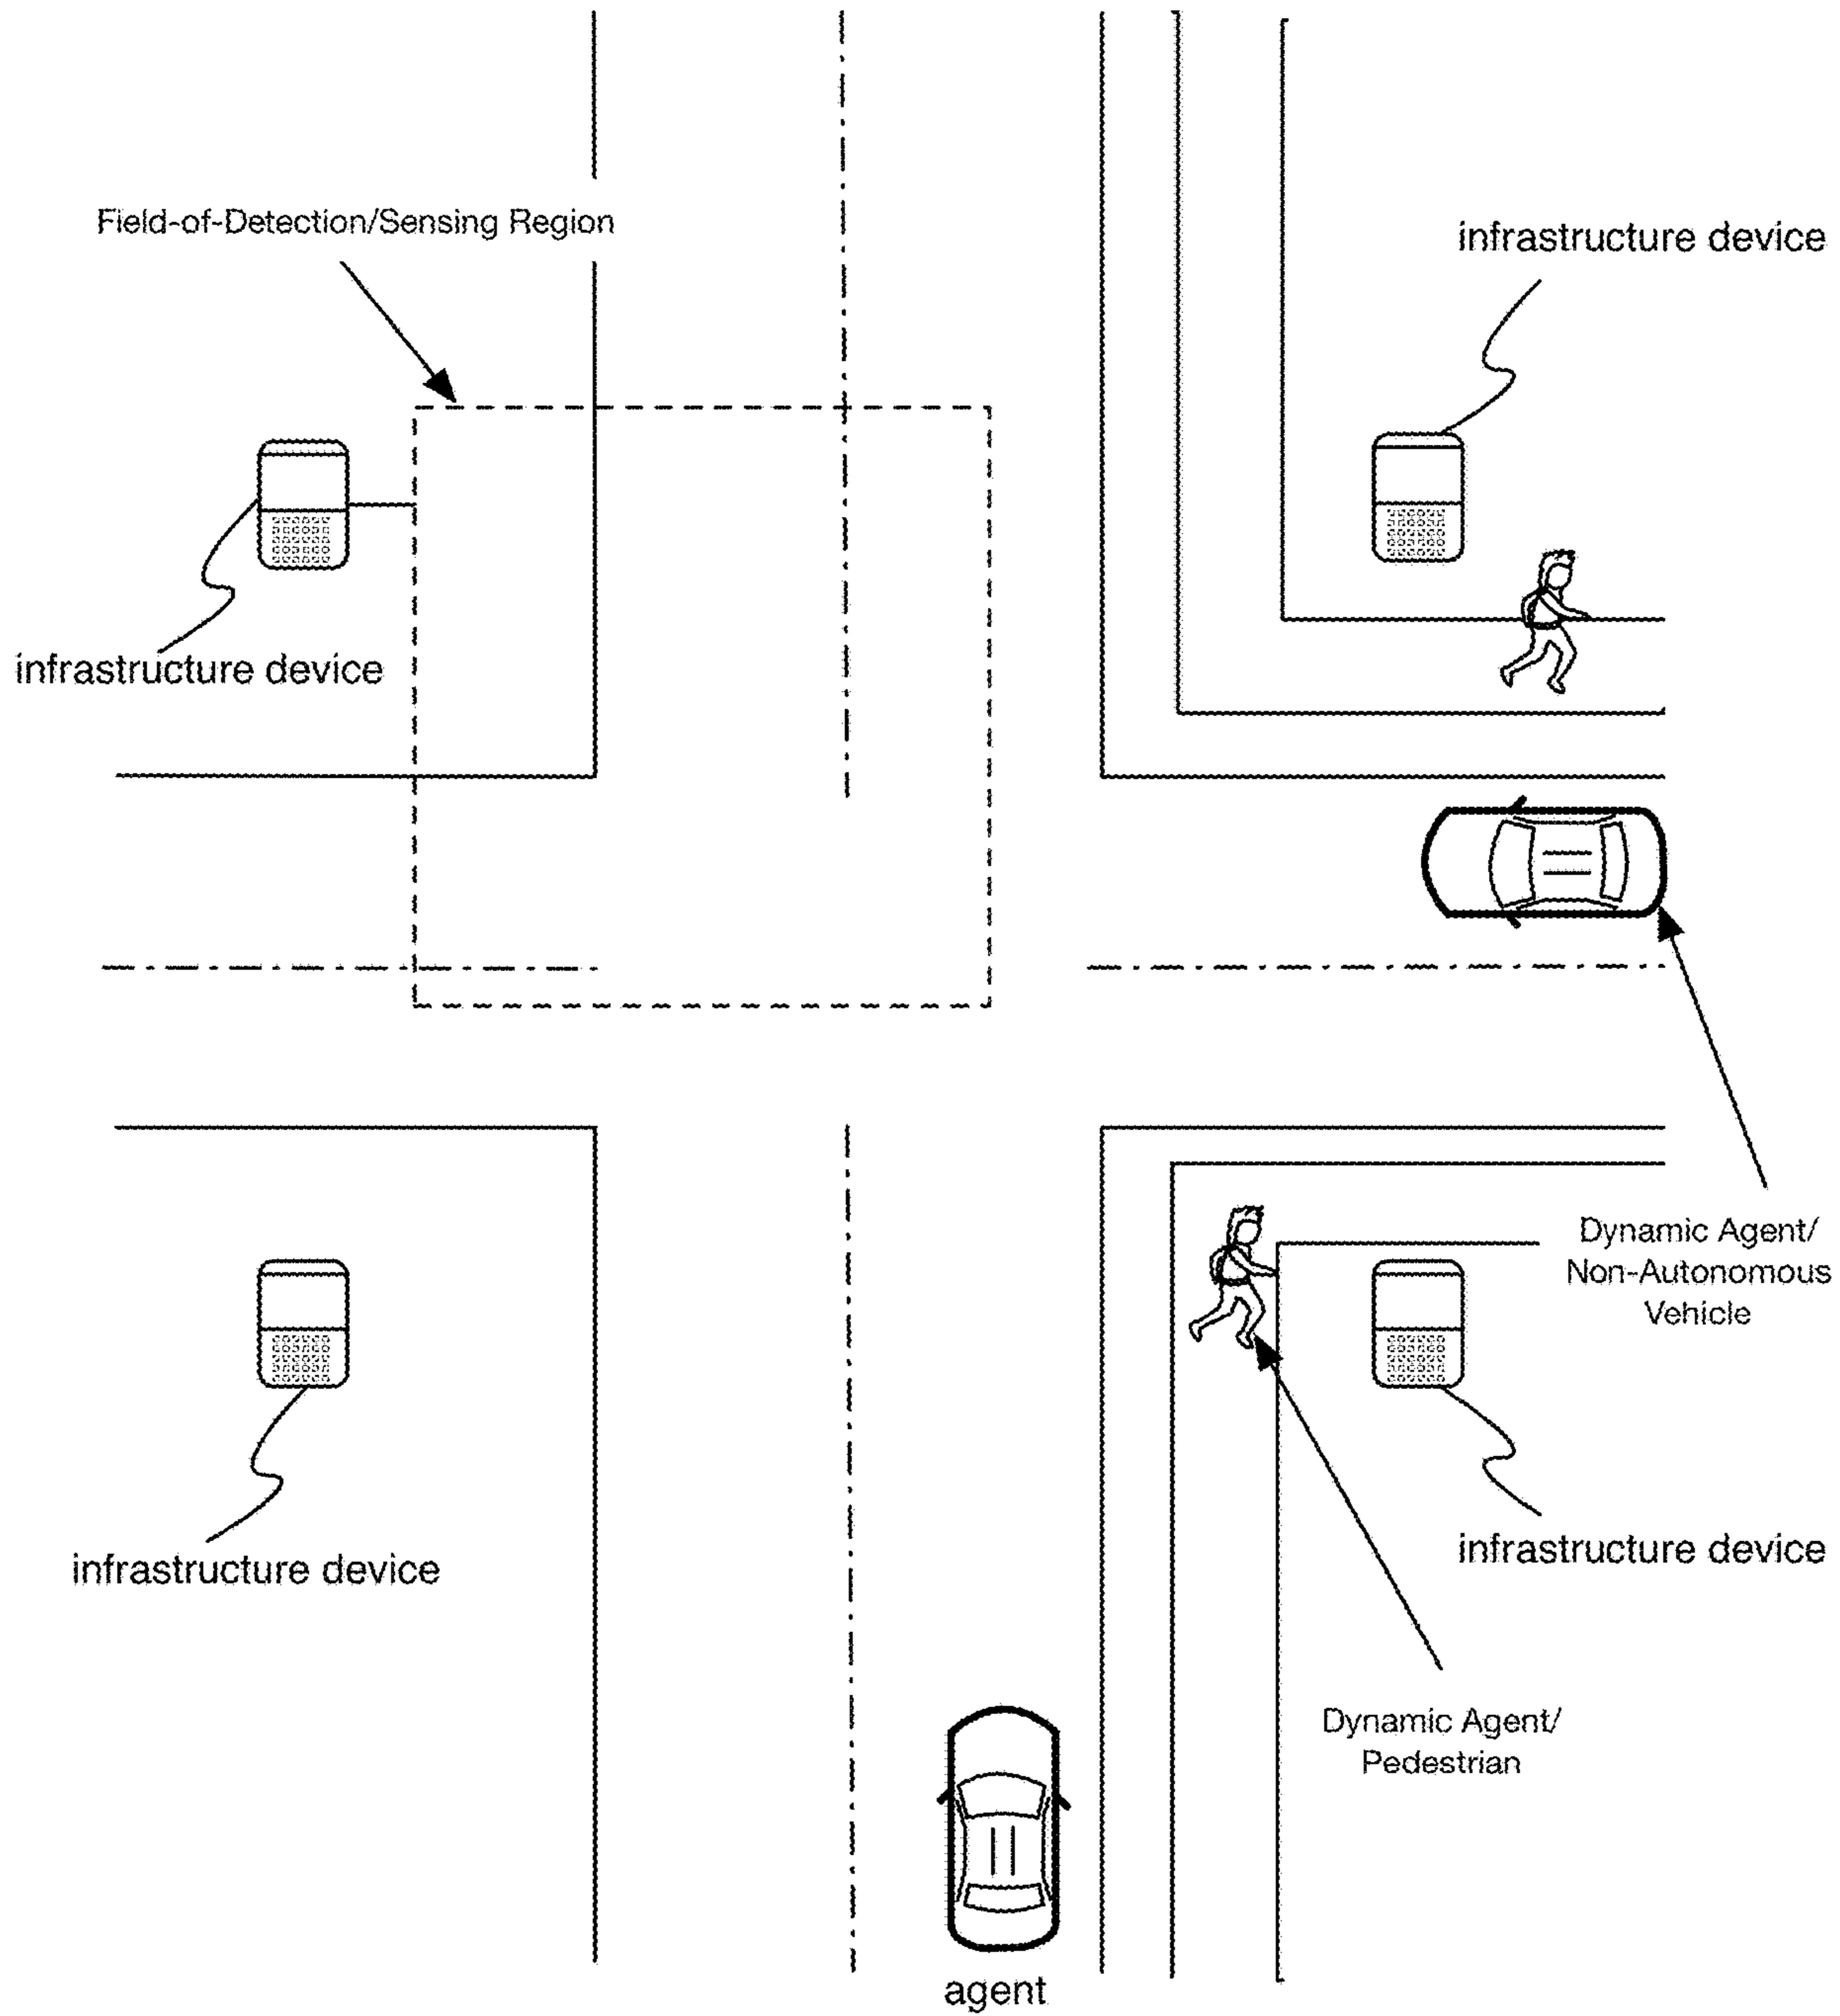 Field-of-Detection/Sensing Region
infrastructure device
infrastructure device
Dynamic Agent/
Non-Autonomous
Vehicle
infrastructure device
infrastructure device
Dynamic Agent/
Pedestrian
agent